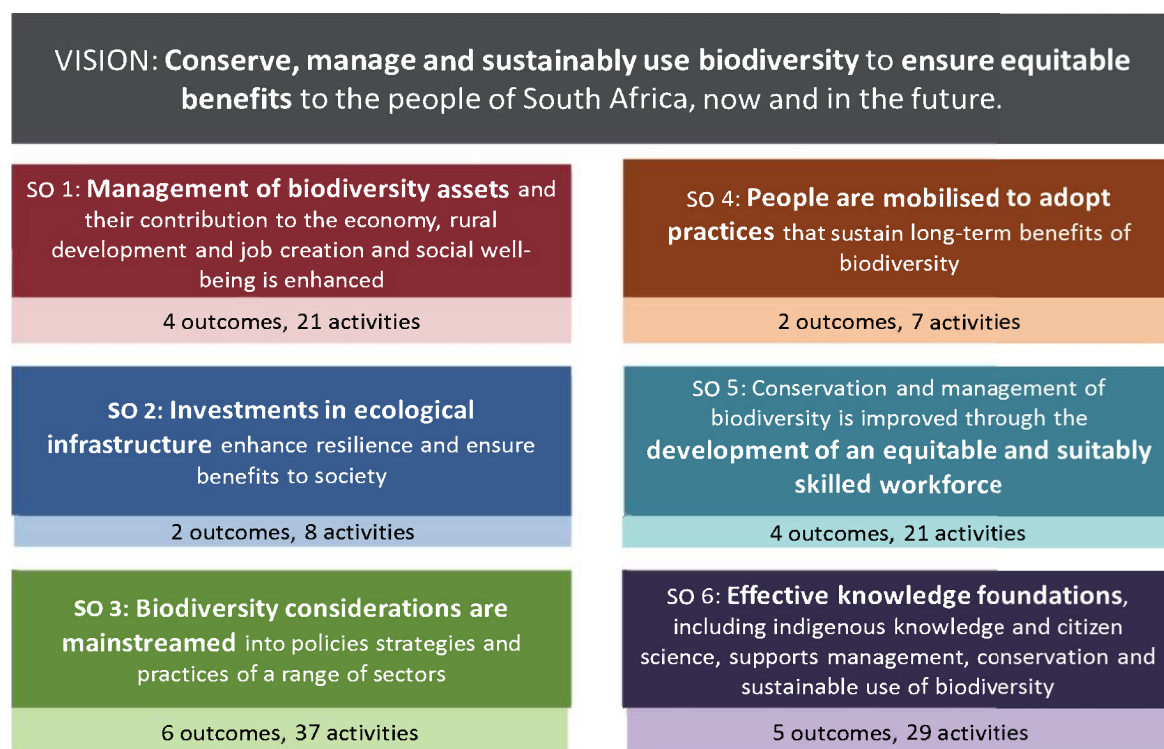 VISION: Conserve, manage and sustainably use biodiversity to ensure equitable
benefits to the people of South Africa, now and in the future.
SO 1: Management of biodiversity assets and
their contribution to the economy, rural
development and job creation and social well-
being is enhanced
4 outcomes, 21 activities
SO 2: Investments in ecological
infrastructure enhance resilience and ensure
benefits to society
2 outcomes, 8 activities
SO 3: Biodiversity considerations are
mainstreamed into policies strategies and
practices of a range of sectors
6 outcomes, 37 activities
SO 4: People are mobilised to adopt
practices that sustain long-term benefits of
biodiversity
2 outcomes, 7 activities
SO 5: Conservation and management of
biodiversity is improved through the
development of an equitable and suitably
skilled workforce
4 outcomes, 21 activities
SO 6: Effective knowledge foundations,
including indigenous knowledge and citizen
science, supports management, conservation and
sustainable use of biodiversity
5 outcomes, 29 activities